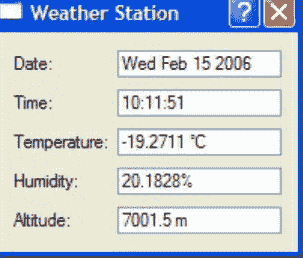 Weather Station
Date: Wed Feb 15 2006
Time: 10:11:51
Temperature: -19.2711 °C
Humidity: 20.1828%
Altitude: 7001.5 m